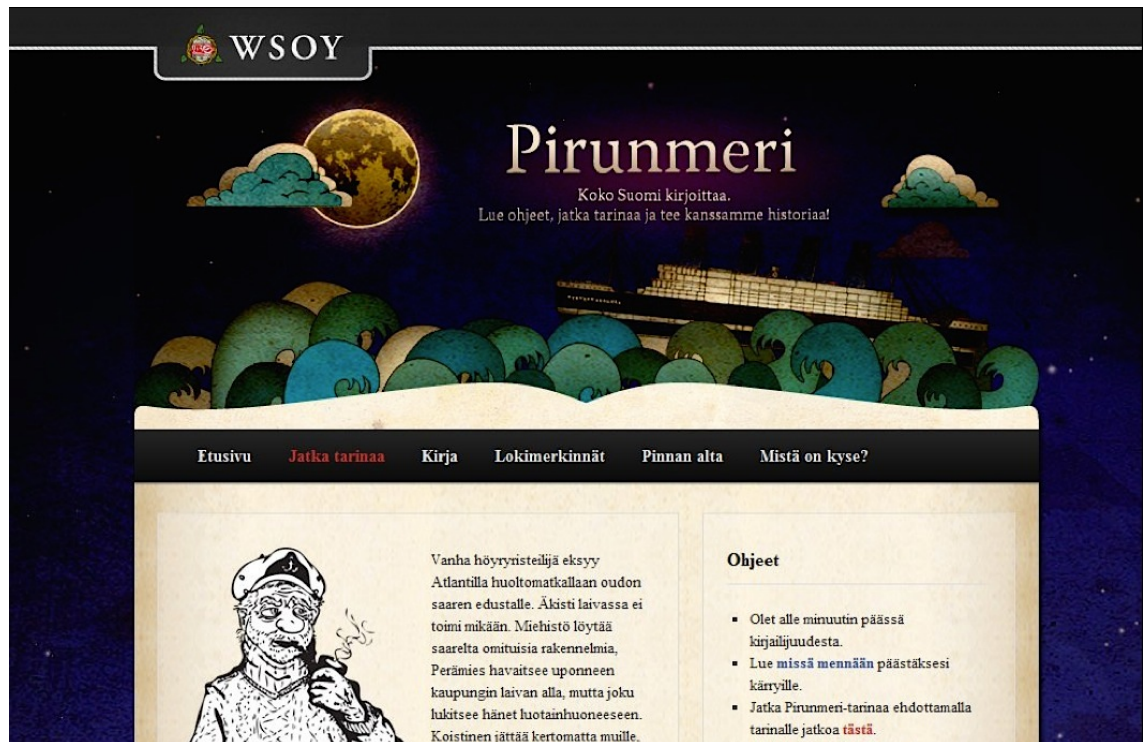 WSOY
Pirunmeri
Koko Suomi kirjoittaa.
Lue ohjeet, jatka tarinaa ja tee kanssamme historiaa!
Etusivu Jatka tarinaa Kirja Lokimerkinnät Pinnan alta Mistä on kyse?
Vanha höyryristeilijä eksyy
Atlantilla huoltomatkallaan oudon
saaren edustalle. Äkisti laivassa ei
toimi mikään. Miehistö löytää
saarelta omituisia rakennelmia,
Perämies havaitsee uponneen
kaupungin laivan alla, mutta joku
lukitsee hänet luotainhuoneeseen.
Koistinen jättää kertomatta muille,
Ohjeet
Olet alle minuutin päässä
kirjailijuudesta.
Lue missä mennään päästäksesi
kärryille.
Jatka Pirunmeri-tarinaa ehdottamalla
tarinalle jatkoa tästä.